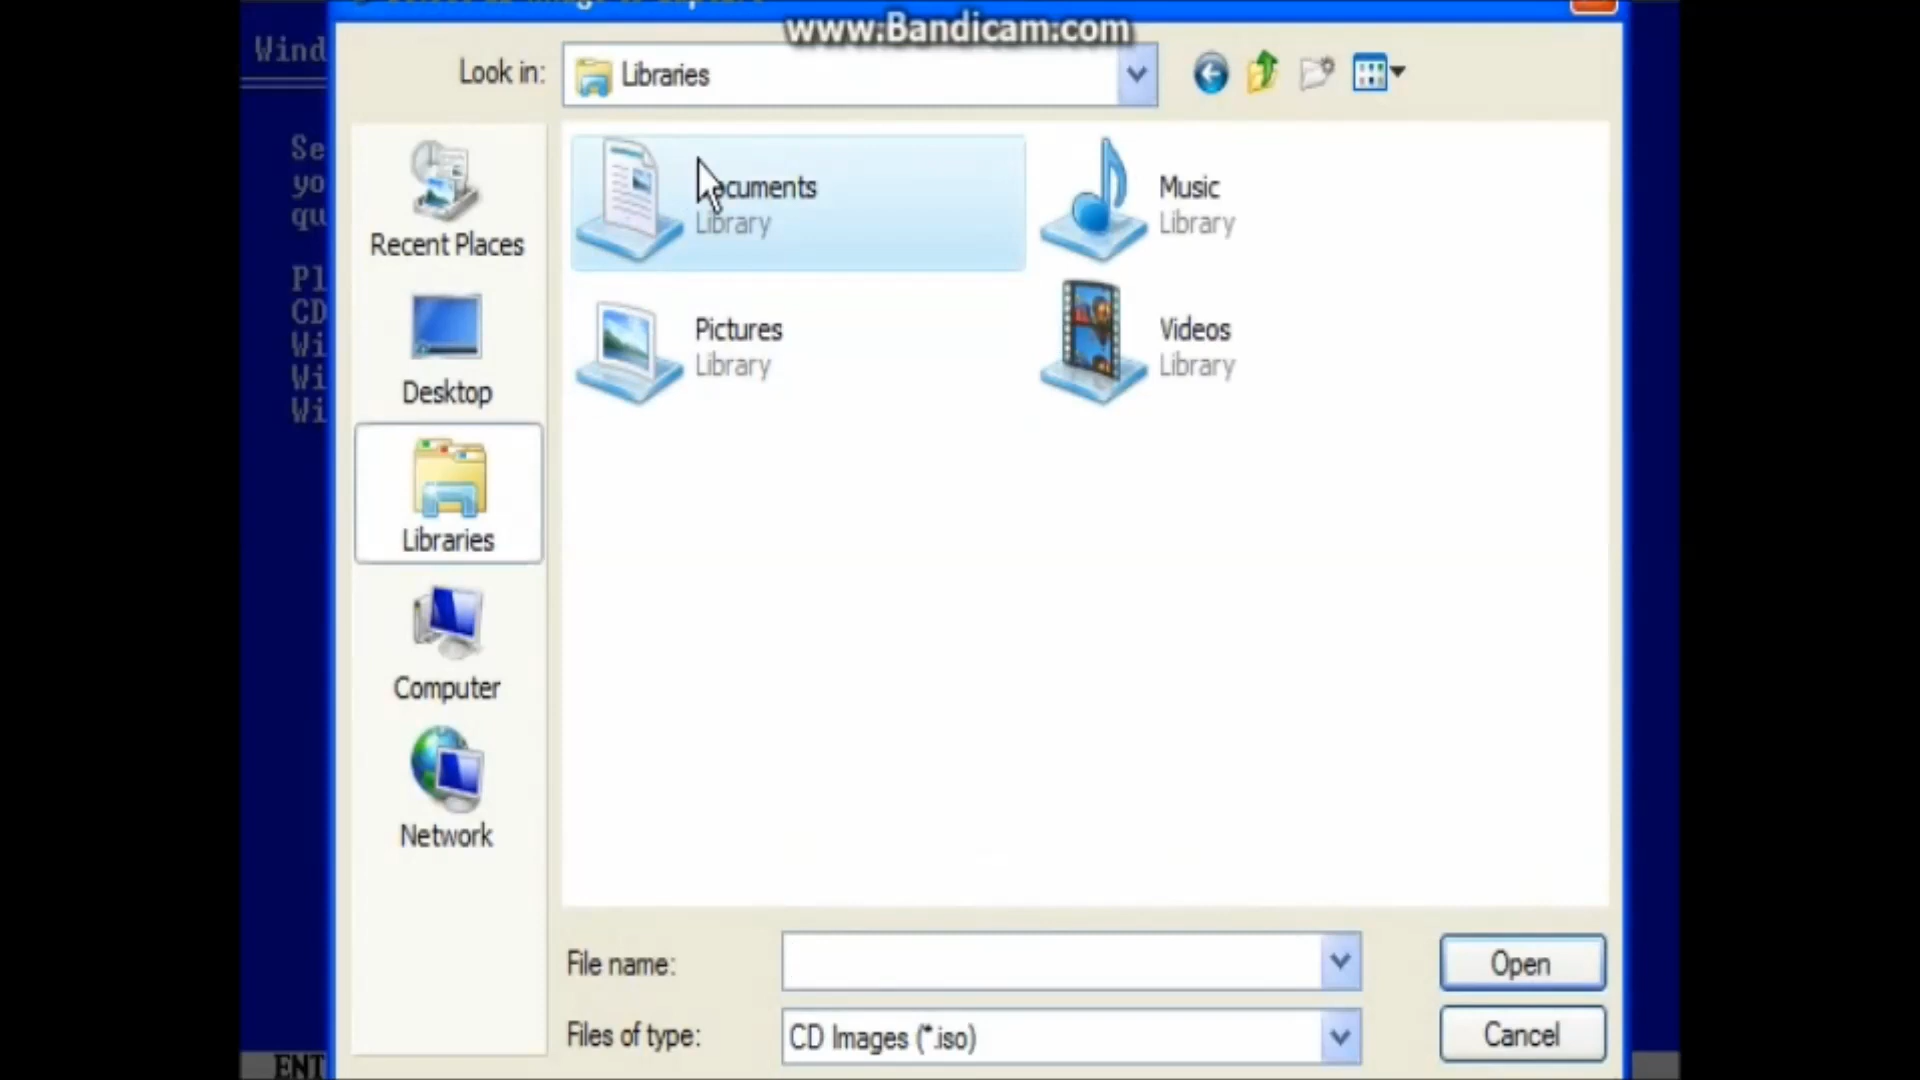 www.Bandicam.com
Wind
Look in: Libraries
Se
yo
qu
Pl
CD
Wi
Wi
Wi
Recent Places
Desktop
Libraries
Computer
Network
Documents
Library
Music
Library
Pictures
Library
Videos
Library
File name:
Open
Files of type: CD Images (*.iso)
Cancel
ENT